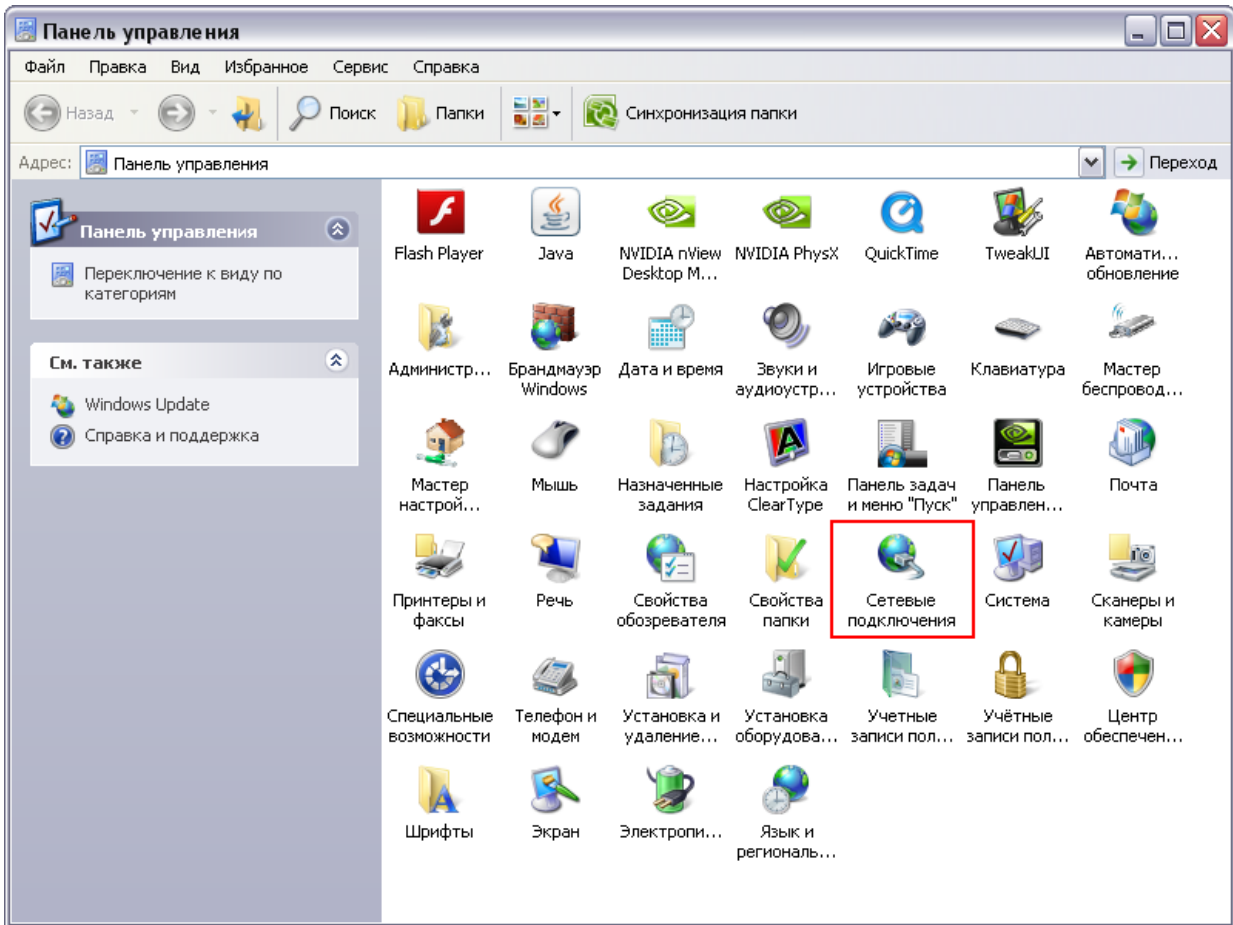 Панель управления
Файл Правка Вид Избранное Сервис Справка
Назад Поиск Папки Синхронизация папки
Адрес: Панель управления Переход
Панель управления
Переключение к виду по
категориям
См. также
Windows Update
Справка и поддержка
Flash Player
Java
NVIDIA nView
Desktop M...
NVIDIA PhysX
QuickTime
TweakUI
Автомати...
обновление
Администр...
Брандмауэр
Windows
Дата и время
Звуки и
аудиоустр...
Игровые
устройства
Клавиатура
Мастер
беспровод...
Мастер
настрой...
Мышь
Назначенные
задания
Настройка
ClearType
Панель задач
и меню "Пуск"
Панель
управлен...
Почта
Принтеры и
факсы
Речь
Свойства
обозревателя
Свойства
папки
Сетевые
подключения
Система
Сканеры и
камеры
Специальные
возможности
Телефон и
модем
Установка и
удаление...
Установка
оборудова...
Учетные
записи пол...
Учётные
записи пол...
Центр
обеспечен...
Шрифты
Экран
Электропи...
Язык и
региональ...